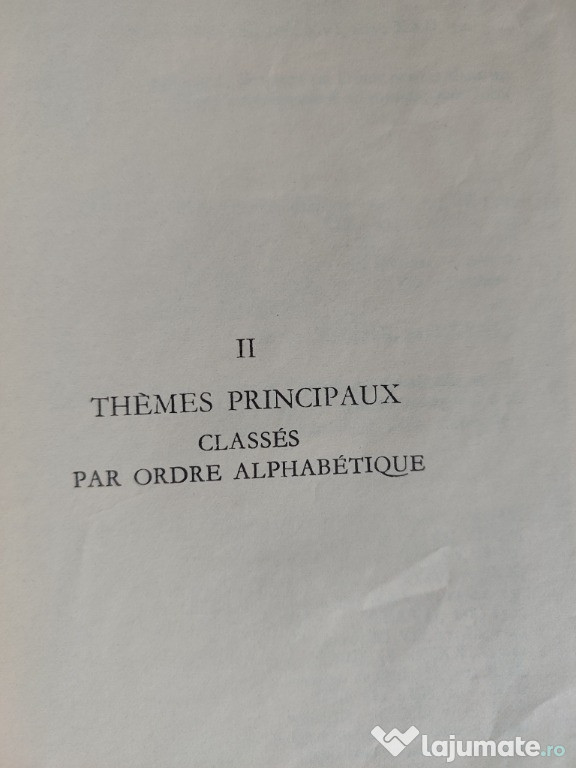 II
THÈMES PRINCIPAUX
CLASSÉS
PAR ORDRE ALPHABÉTIQUE
lajumate.ro